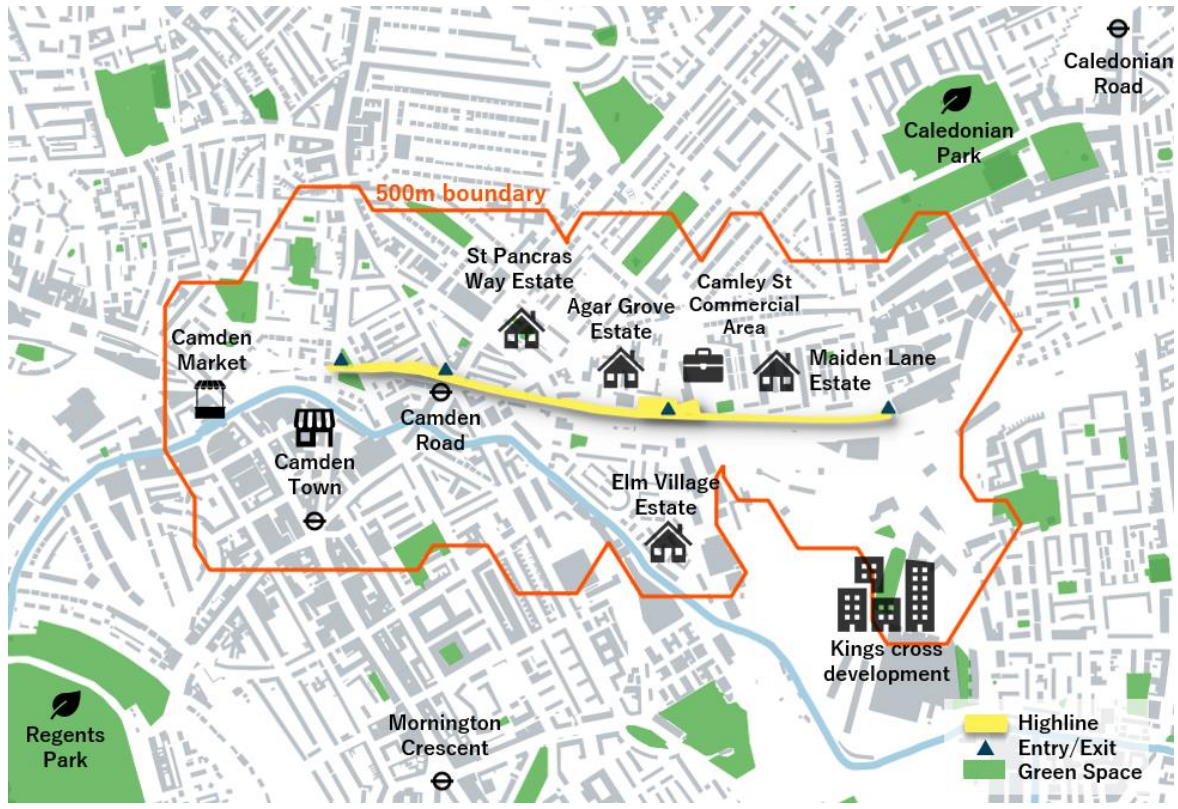 Caledonian
Road
Caledonian
Park
500m boundary
St Pancras
Way Estate
Agar Grove
Estate
Camley St
Commercial
Area
Camden
Market
Maiden Lane
Estate
Camden
Road
Camden
Town
Elm Village
Estate
Kings cross
development
Regents
Park
Mornington
Crescent
Highline
Entry/Exit
Green Space